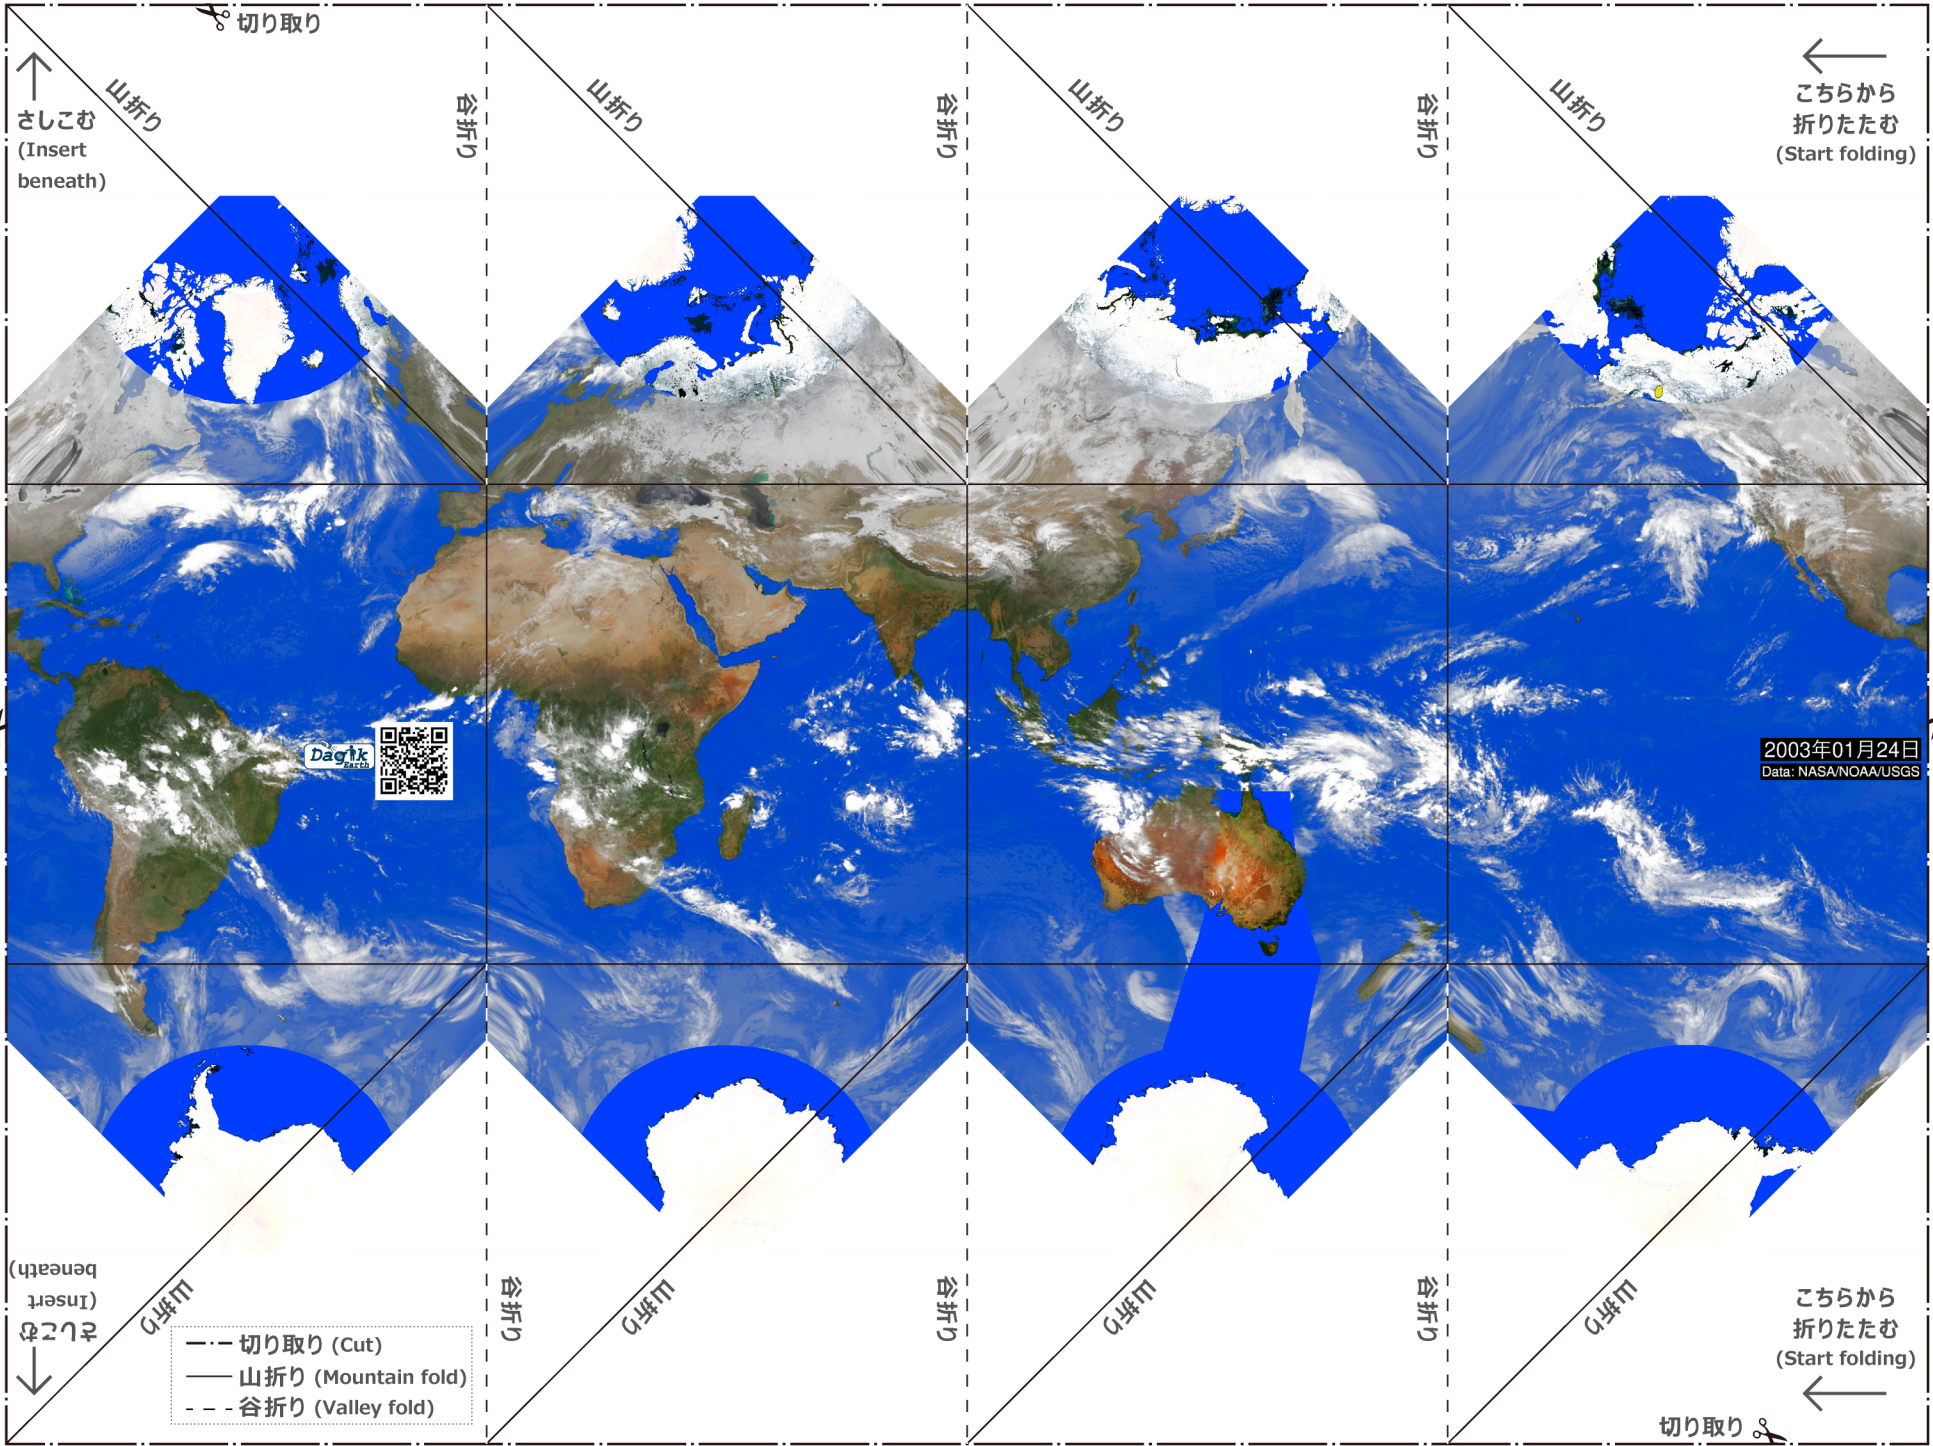 切り取り
山折り
谷折り
山折り
谷折り
山折り
谷折り
山折り
さしこむ
(Insert
beneath)
こちらから
折りたたむ
(Start folding)
Dagik
Earth
2003年01月24日
Data: NASA/NOAA/USGS
さしこむ
(Insert
beneath)
山折り
谷折り
山折り
谷折り
山折り
谷折り
山折り
こちらから
折りたたむ
(Start folding)
切り取り (Cut)
山折り (Mountain fold)
谷折り (Valley fold)
切り取り